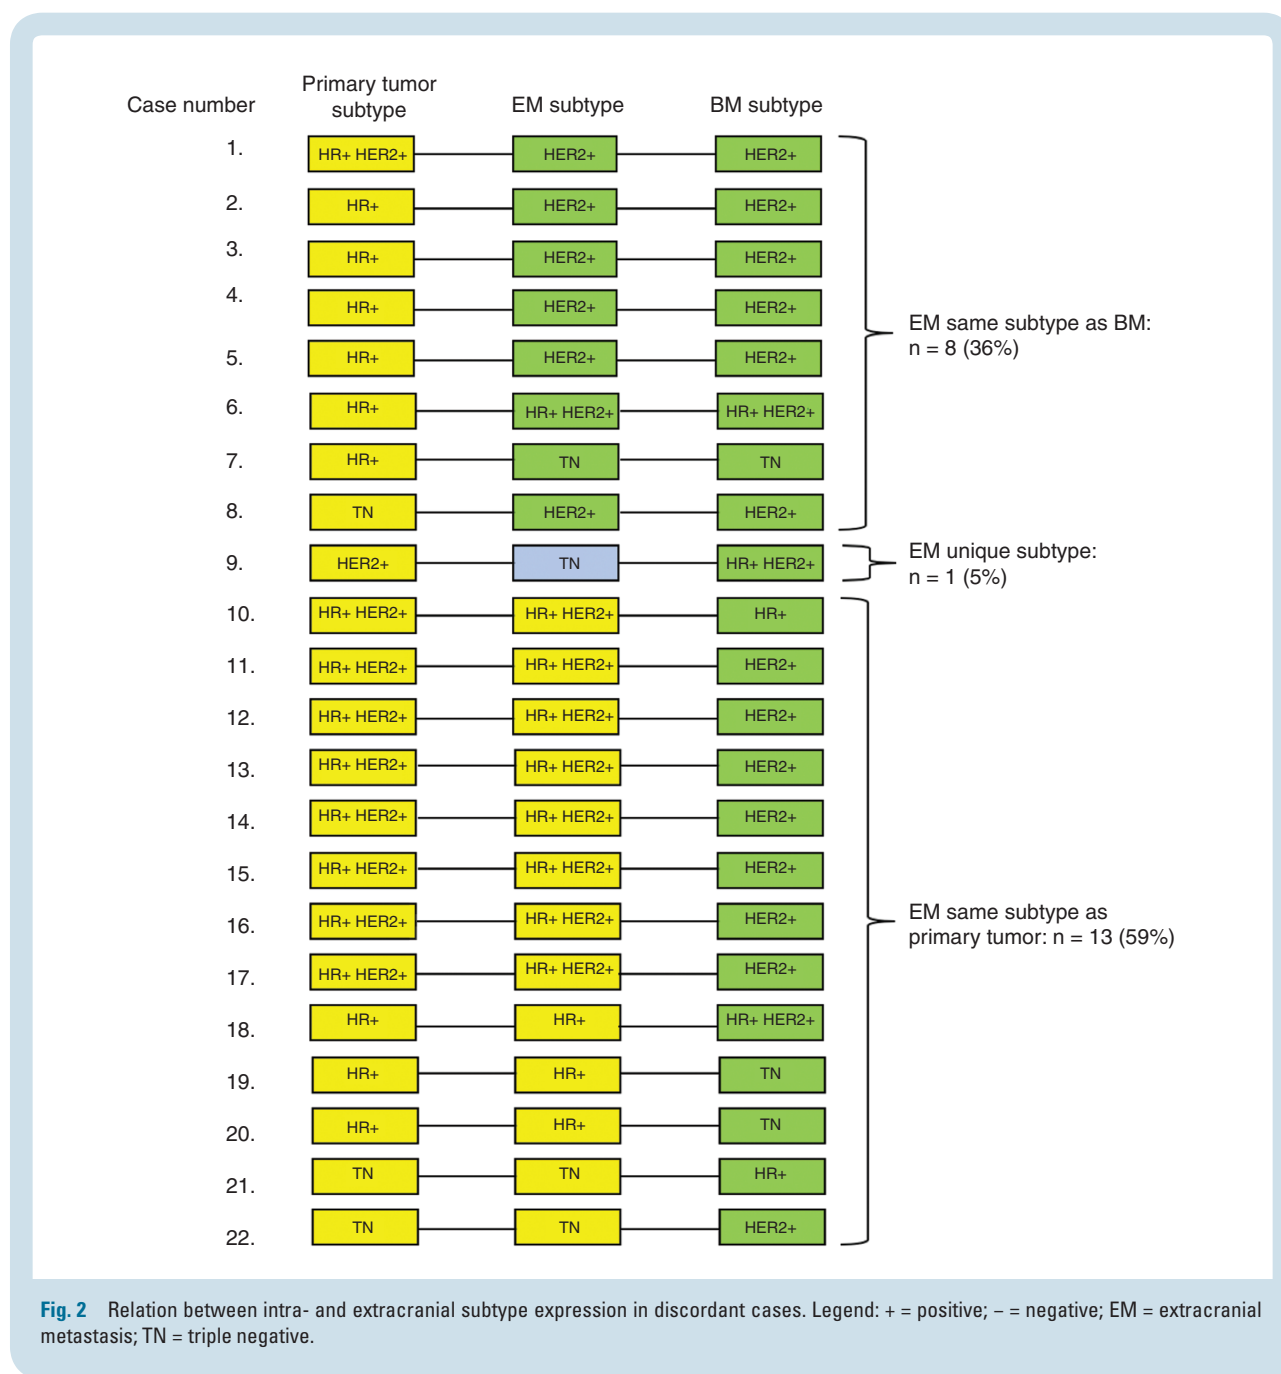 Case number Primary tumor subtype EM subtype BM subtype
1. HR+ HER2+ HER2+ HER2+
2. HR+ HER2+ HER2+
3. HR+ HER2+ HER2+
4. HR+ HER2+ HER2+
5. HR+ HER2+ HER2+
6. HR+ HR+ HER2+ HR+ HER2+
7. HR+ TN TN
8. TN HER2+ HER2+
EM same subtype as BM:
n = 8 (36%)
9. HER2+ TN HR+ HER2+
EM unique subtype:
n = 1 (5%)
10. HR+ HER2+ HR+ HER2+ HR+
11. HR+ HER2+ HR+ HER2+ HER2+
12. HR+ HER2+ HR+ HER2+ HER2+
13. HR+ HER2+ HR+ HER2+ HER2+
14. HR+ HER2+ HR+ HER2+ HER2+
15. HR+ HER2+ HR+ HER2+ HER2+
16. HR+ HER2+ HR+ HER2+ HER2+
17. HR+ HER2+ HR+ HER2+ HER2+
18. HR+ HR+ HR+ HER2+
19. HR+ HR+ TN
20. HR+ HR+ TN
21. TN TN HR+
22. TN TN HER2+
EM same subtype as
primary tumor: n = 13 (59%)
Fig. 2 Relation between intra- and extracranial subtype expression in discordant cases. Legend: + = positive; − = negative; EM = extracranial
metastasis; TN = triple negative.